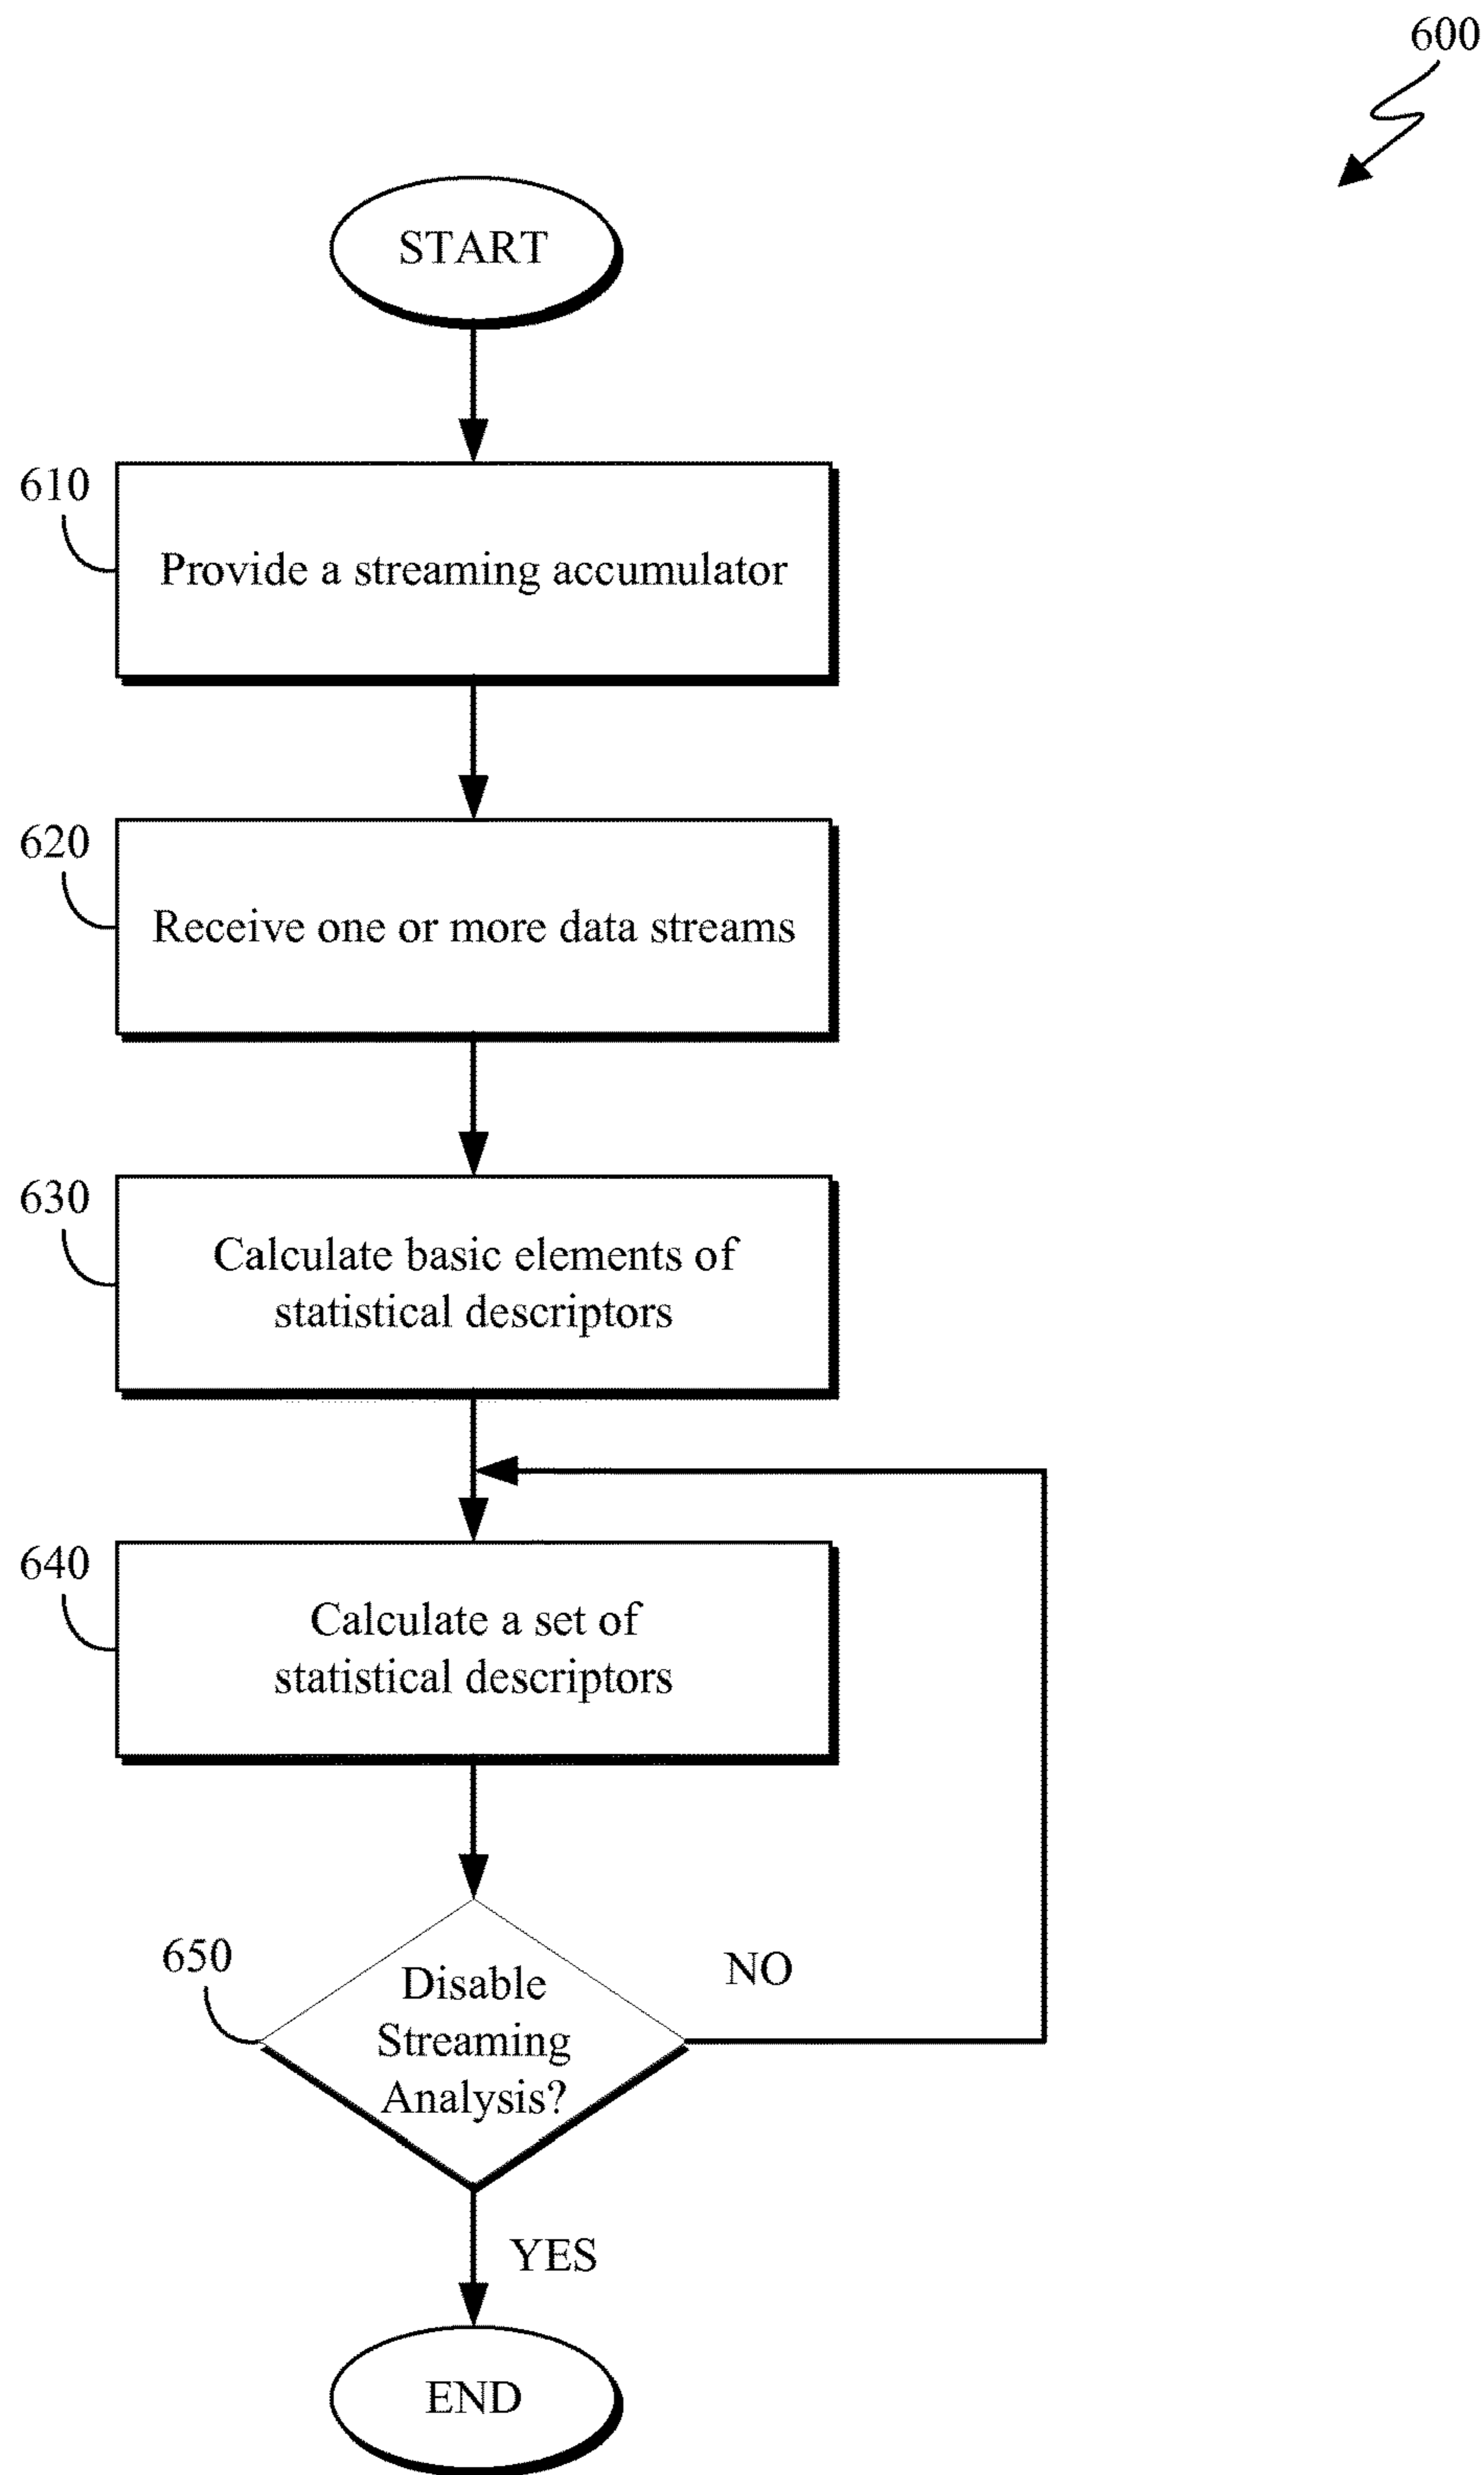 600
START
610
Provide a streaming accumulator
620
Receive one or more data streams
630
Calculate basic elements of
statistical descriptors
640
Calculate a set of
statistical descriptors
650
Disable
Streaming
Analysis?
NO
YES
END